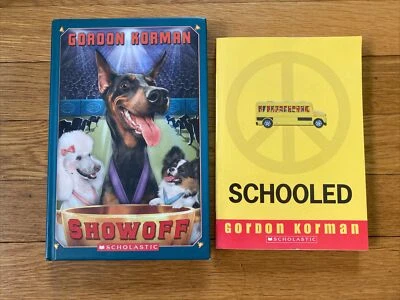 GORDON KORMAN
SHOWOFF
SCHOLASTIC
SCHOOLED
Gordon Korman
SCHOLASTIC